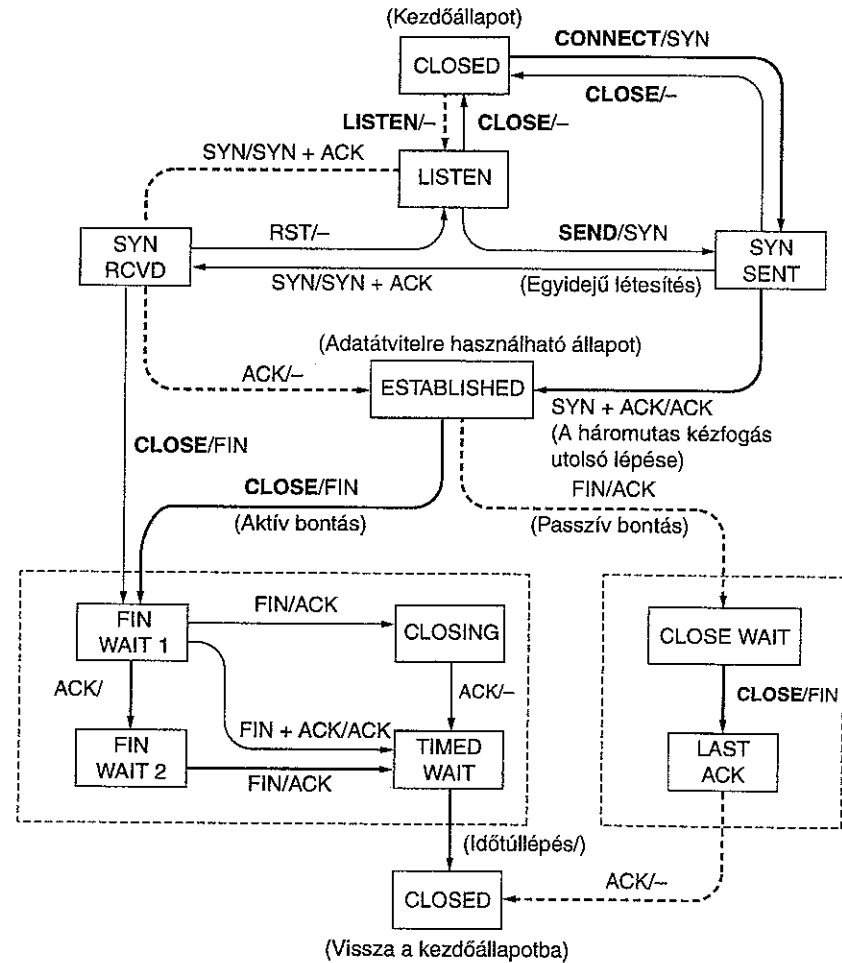 (Kezdőállapot)
CLOSED
CONNECT/SYN
CLOSE/–
LISTEN/–
CLOSE/–
SYN/SYN + ACK
LISTEN
SYN
RCVD
RST/–
SEND/SYN
SYN
SENT
SYN/SYN + ACK
(Egyidejű létesítés)
(Adatátvitelre használható állapot)
ACK/–
ESTABLISHED
SYN + ACK/ACK
(A háromutas kézfogás
utolsó lépése)
CLOSE/FIN
CLOSE/FIN
(Aktív bontás)
FIN/ACK
(Passzív bontás)
FIN
WAIT 1
FIN/ACK
CLOSING
CLOSE WAIT
ACK/
ACK/–
CLOSE/FIN
FIN + ACK/ACK
FIN
WAIT 2
FIN/ACK
TIMED
WAIT
LAST
ACK
(Időtúllépés/)
CLOSED
ACK/–
(Vissza a kezdőállapotba)